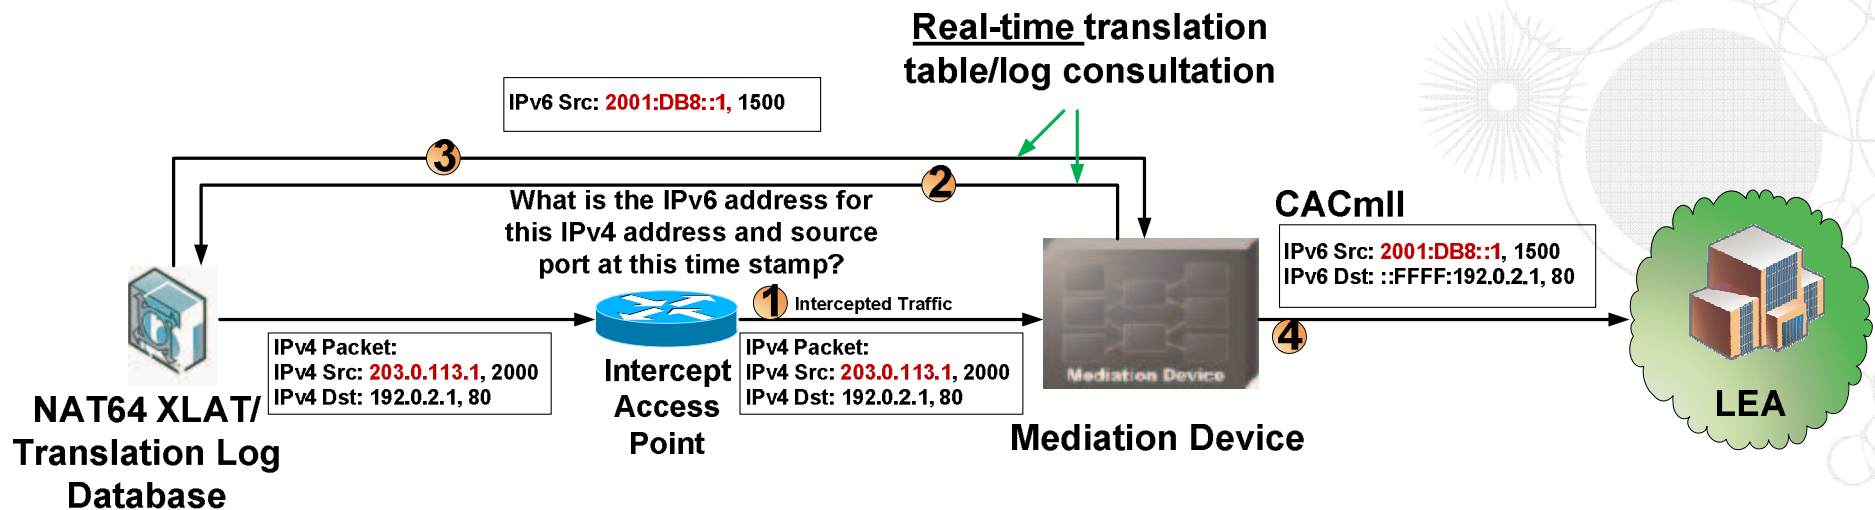 Real-time translation
table/log consultation
IPv6 Src: 2001:DB8::1, 1500
3
2
What is the IPv6 address for
this IPv4 address and source
port at this time stamp?
CACmII
IPv6 Src: 2001:DB8::1, 1500
IPv6 Dst: ::FFFF:192.0.2.1, 80
1 Intercepted Traffic
4
IPv4 Packet:
IPv4 Src: 203.0.113.1, 2000
IPv4 Dst: 192.0.2.1, 80
IPv4 Packet:
IPv4 Src: 203.0.113.1, 2000
IPv4 Dst: 192.0.2.1, 80
Mediation Device
NAT64 XLAT/
Translation Log
Database
Intercept
Access
Point
Mediation Device
LEA